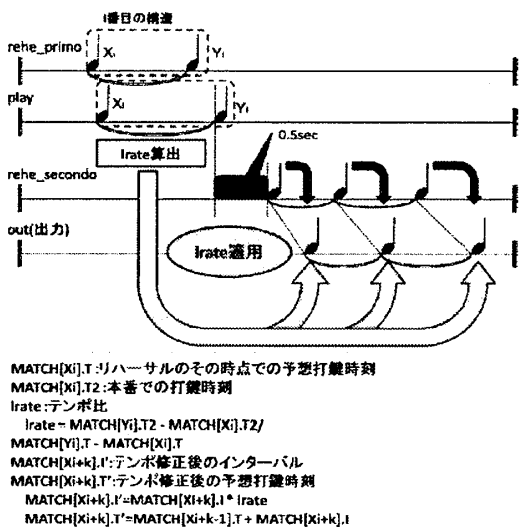 I番目の構造
rehe_primo
Xi
Yi
play
Xi
Yi
0.5sec
Irate算出
rehe_secondo
out(出力)
Irate適用
MATCH[Xi].T :リハーサルのその時点での予想打鍵時刻
MATCH[Xi].T2 :本番での打鍵時刻
Irate :テンポ比
Irate = MATCH[Yi].T2 - MATCH[Xi].T2/
MATCH[Yi].T - MATCH[Xi].T
MATCH[Xi+k].I':テンポ修正後のインターバル
MATCH[Xi+k].T':テンポ修正後の予想打鍵時刻
MATCH[Xi+k].I'=MATCH[Xi+k].I * Irate
MATCH[Xi+k].T'=MATCH[Xi+k-1].T + MATCH[Xi+k].I